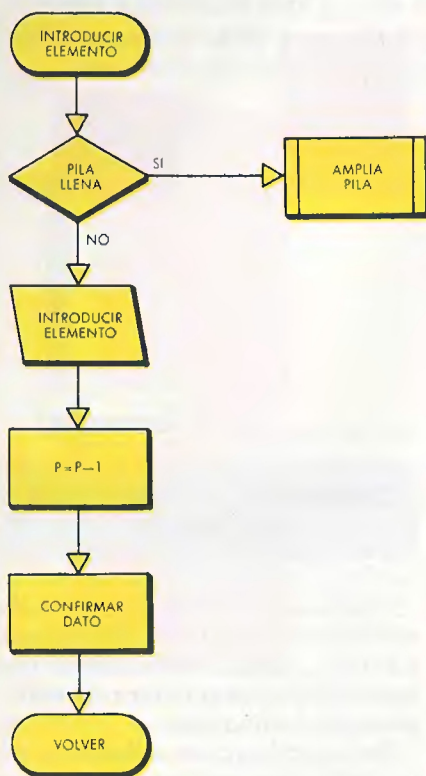 INTRODUCIR
ELEMENTO
PILA
LLENA
SI
AMPLIA
PILA
NO
INTRODUCIR
ELEMENTO
P=P—1
CONFIRMAR
DATO
VOLVER